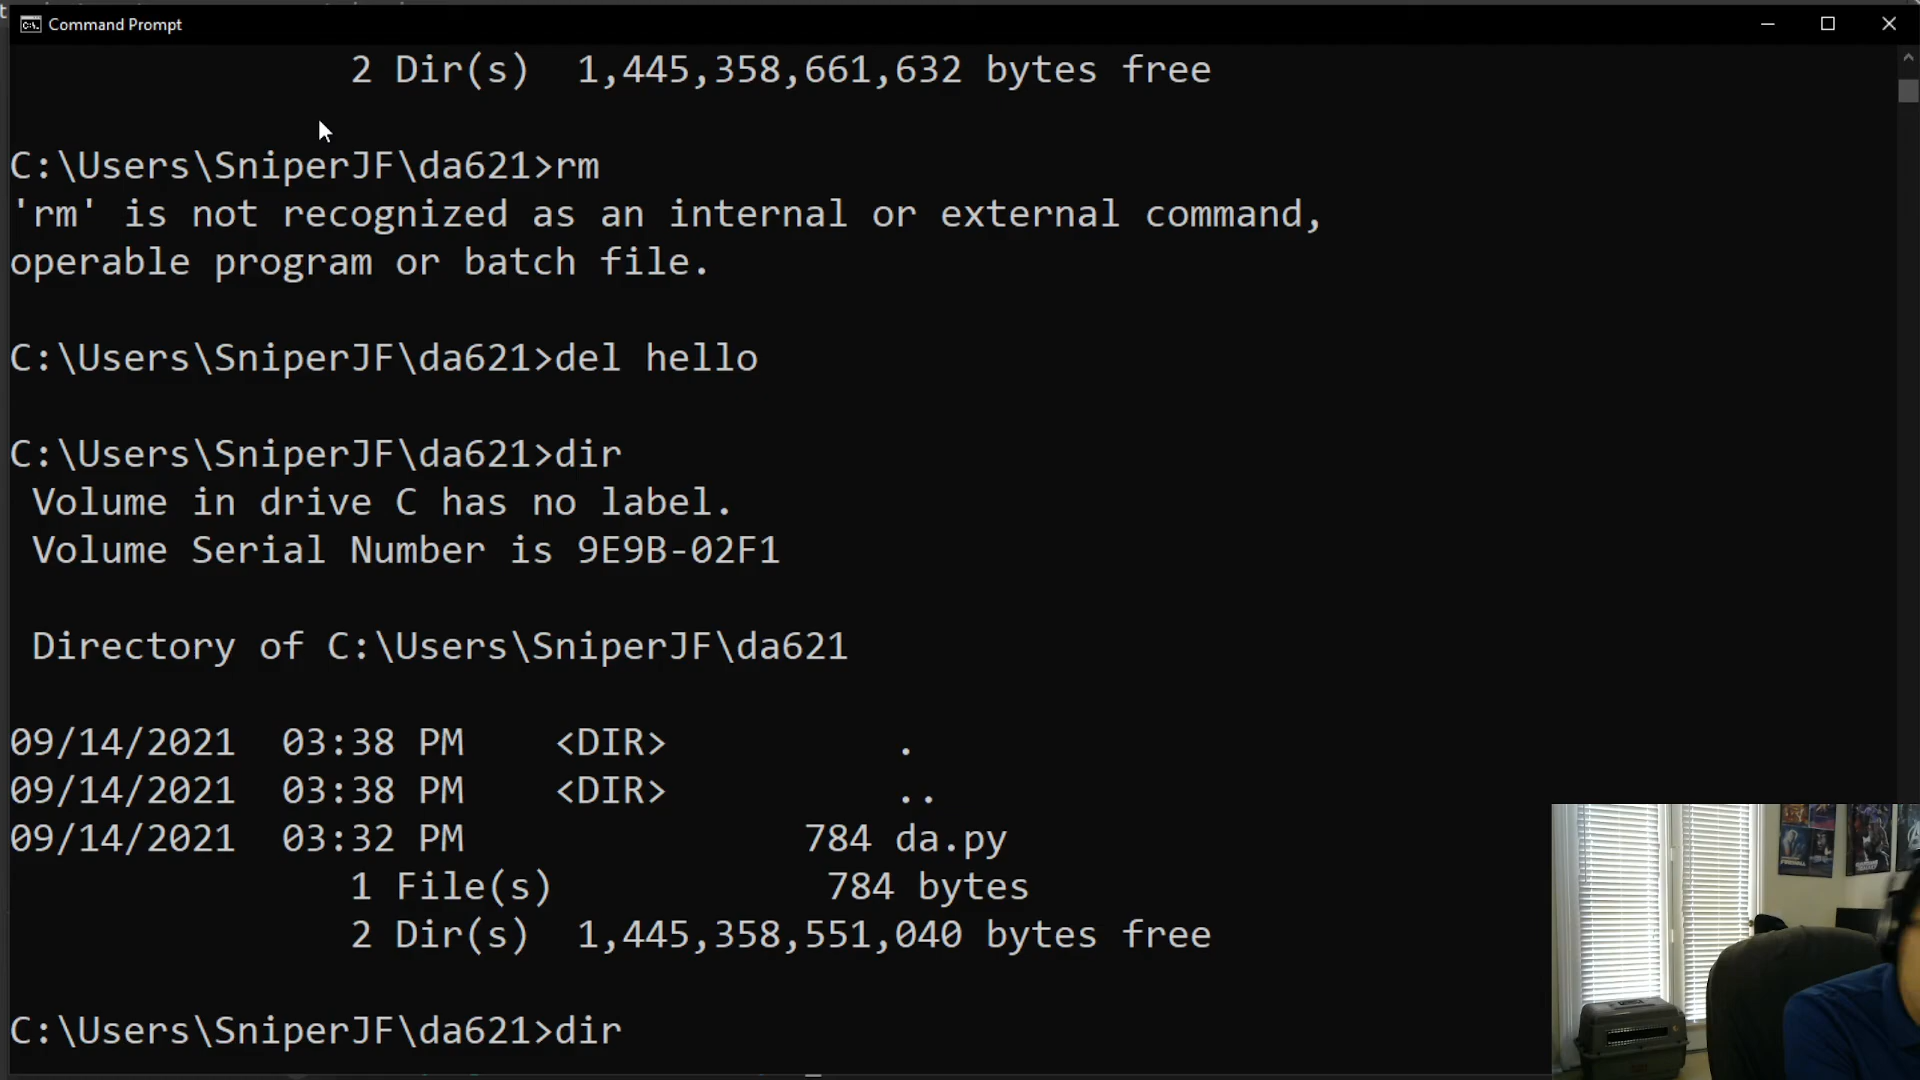 Command Prompt
2 Dir(s) 1,445,358,661,632 bytes free
C:\Users\SniperJF\da621>rm
'rm' is not recognized as an internal or external command,
operable program or batch file.
C:\Users\SniperJF\da621>del hello
C:\Users\SniperJF\da621>dir
Volume in drive C has no label.
Volume Serial Number is 9E9B-02F1
Directory of C:\Users\SniperJF\da621
09/14/2021 03:38 PM <DIR> .
09/14/2021 03:38 PM <DIR> ..
09/14/2021 03:32 PM 784 da.py
1 File(s) 784 bytes
2 Dir(s) 1,445,358,551,040 bytes free
C:\Users\SniperJF\da621>dir